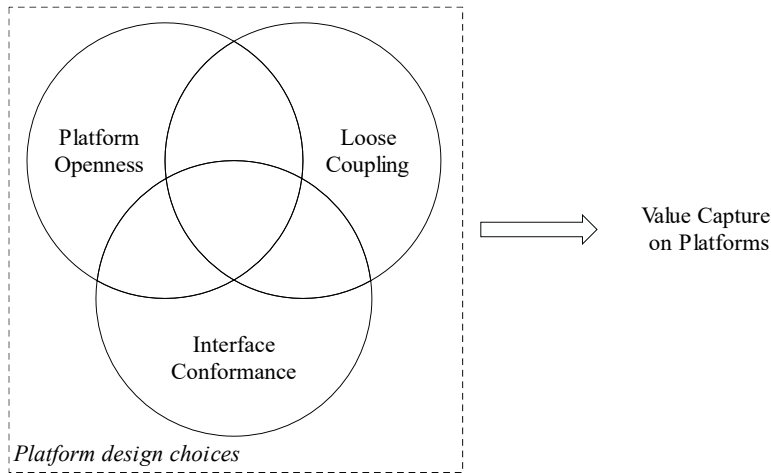 Platform
Openness
Loose
Coupling
Interface
Conformance
Platform design choices
Value Capture
on Platforms